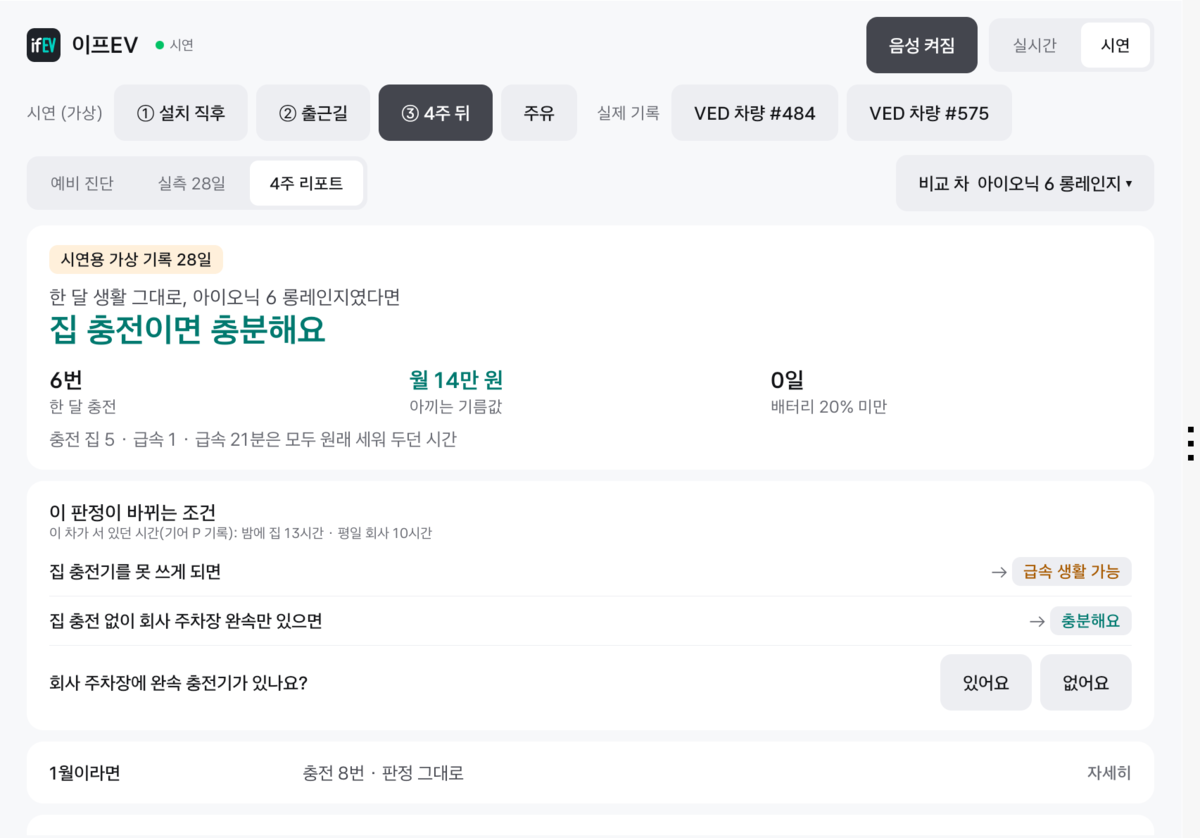 ifEV 이프EV 시연 음성 켜짐 실시간 시연
시연 (가상) ① 설치 직후 ② 출근길 ③ 4주 뒤 주유 실제 기록 VED 차량 #484 VED 차량 #575
예비 진단 실측 28일 4주 리포트 비교 차 아이오닉 6 롱레인지 ▾
시연용 가상 기록 28일
한 달 생활 그대로, 아이오닉 6 롱레인지였다면
집 충전이면 충분해요
6번 월 14만 원 0일
한 달 충전 아끼는 기름값 배터리 20% 미만
충전 집 5 · 급속 1 · 급속 21분은 모두 원래 세워 두던 시간
이 판정이 바뀌는 조건
이 차가 서 있던 시간(기어 P 기록): 밤에 집 13시간 · 평일 회사 10시간
집 충전기를 못 쓰게 되면 → 급속 생활 가능
집 충전 없이 회사 주차장 완속만 있으면 → 충분해요
회사 주차장에 완속 충전기가 있나요? 있어요 없어요
1월이라면 충전 8번 · 판정 그대로 자세히